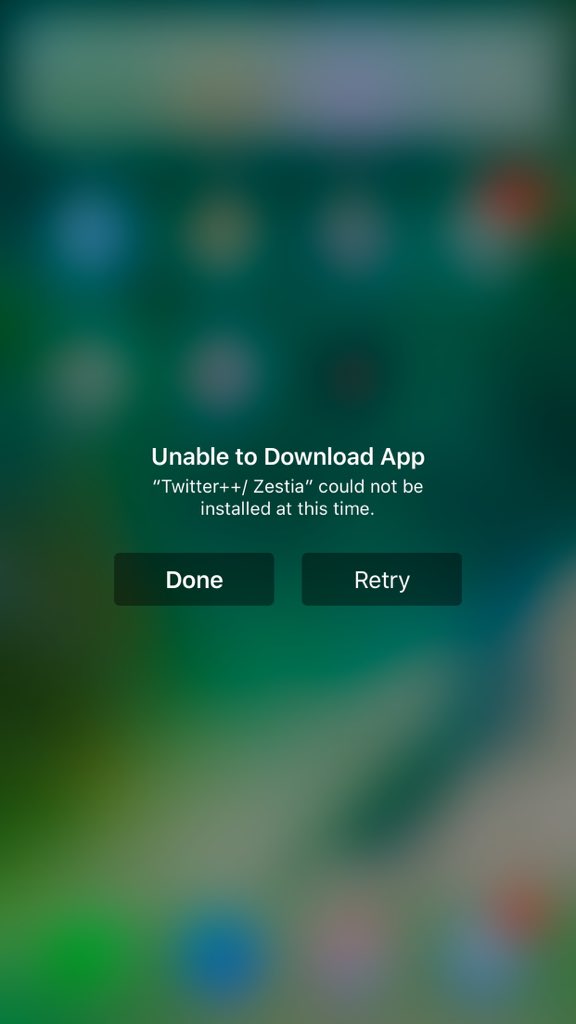 Unable to Download App
“Twitter++/ Zestia” could not be
installed at this time.
Done
Retry